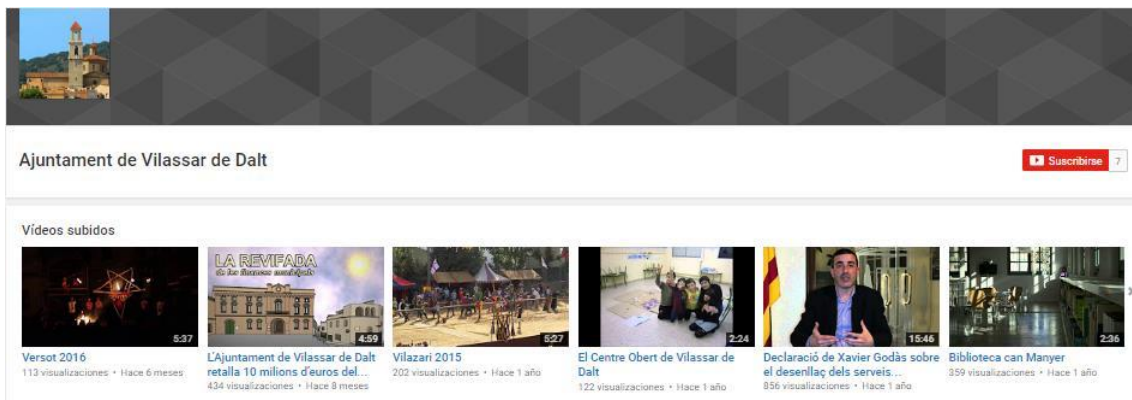 Ajuntament de Vilassar de Dalt
Suscribirse 7
Vídeos subidos
LA REVIFADA
de les finances municipals
5:37
4:59
5:27
2:24
15:46
2:36
Versot 2016
113 visualizaciones • Hace 6 meses
L'Ajuntament de Vilassar de Dalt
retalla 10 milions d'euros del...
434 visualizaciones • Hace 8 meses
Vilazari 2015
202 visualizaciones • Hace 1 año
El Centre Obert de Vilassar de
Dalt
122 visualizaciones • Hace 1 año
Declaració de Xavier Godàs sobre
el desenllaç dels serveis...
856 visualizaciones • Hace 1 año
Biblioteca can Manyer
359 visualizaciones • Hace 1 año